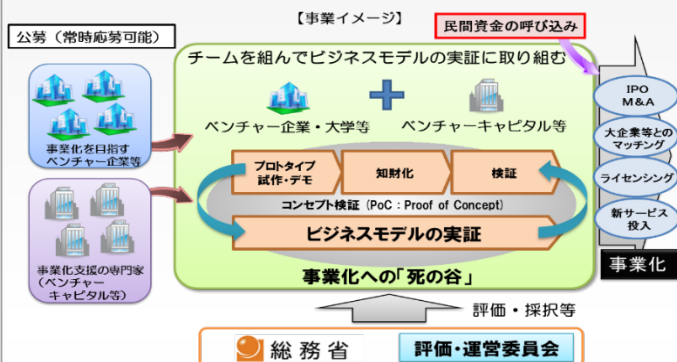 【事業イメージ】
公募（常時応募可能）
民間資金の呼び込み
チームを組んでビジネスモデルの実証に取り組む
事業化を目指す
ベンチャー企業等
ベンチャー企業・大学等
ベンチャーキャピタル等
プロトタイプ
試作・デモ
知財化
検証
コンセプト検証（PoC：Proof of Concept）
ビジネスモデルの実証
事業化への「死の谷」
事業化支援の専門家
（ベンチャー
キャピタル等）
IPO
M&A
大企業等との
マッチング
ライセンシング
新サービス
投入
事業化
評価・採択等
総務省
評価・運営委員会